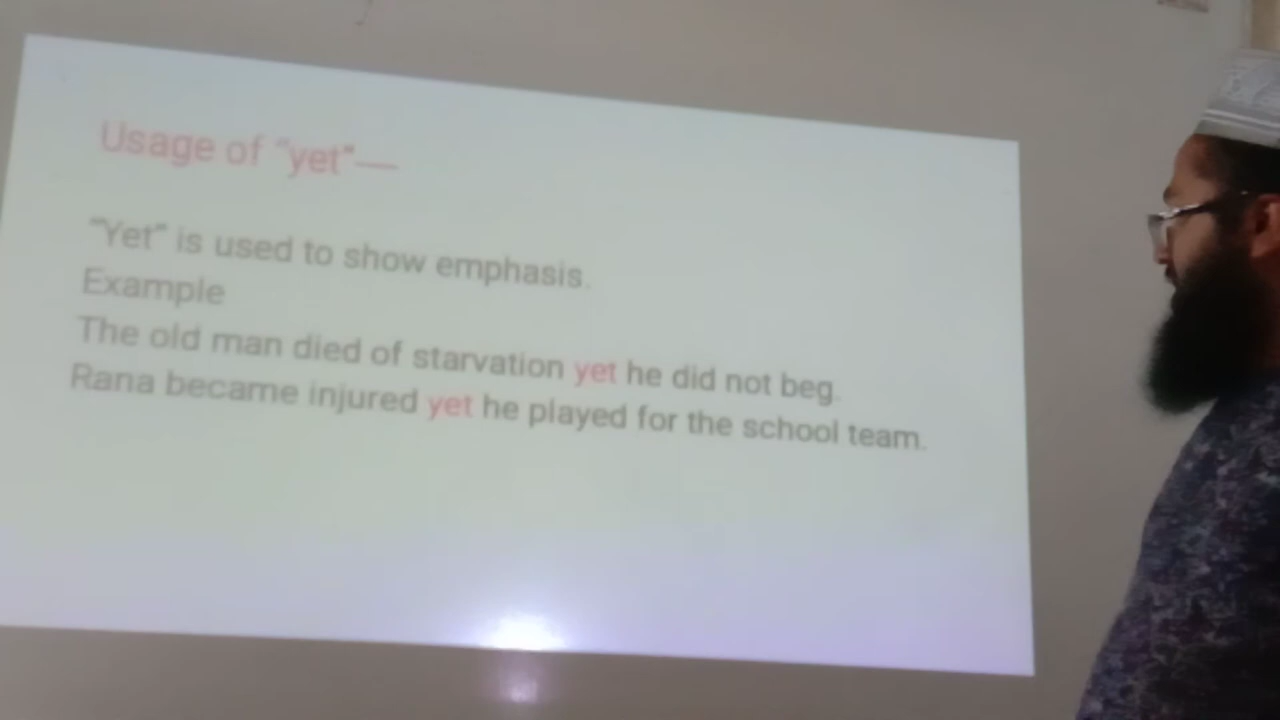 Usage of "yet"—
"Yet" is used to show emphasis.
Example
The old man died of starvation yet he did not beg.
Rana became injured yet he played for the school team.